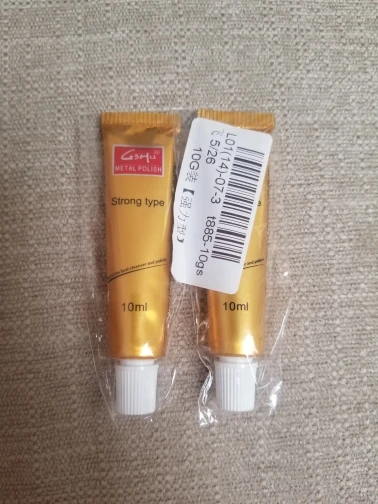 METAL POLISH
Strong type
10ml
L01(14)-07-3
5/26
t885-10gs
10G装【强力型】
10ml